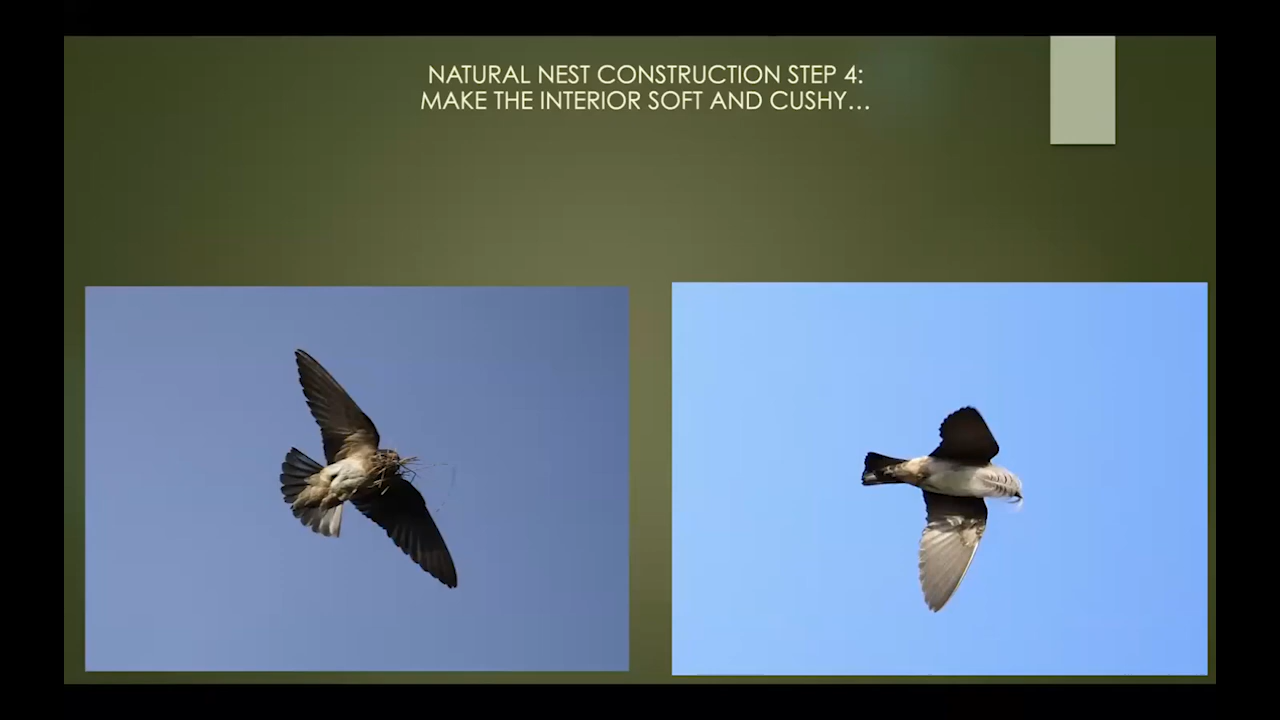 NATURAL NEST CONSTRUCTION STEP 4:
MAKE THE INTERIOR SOFT AND CUSHY…